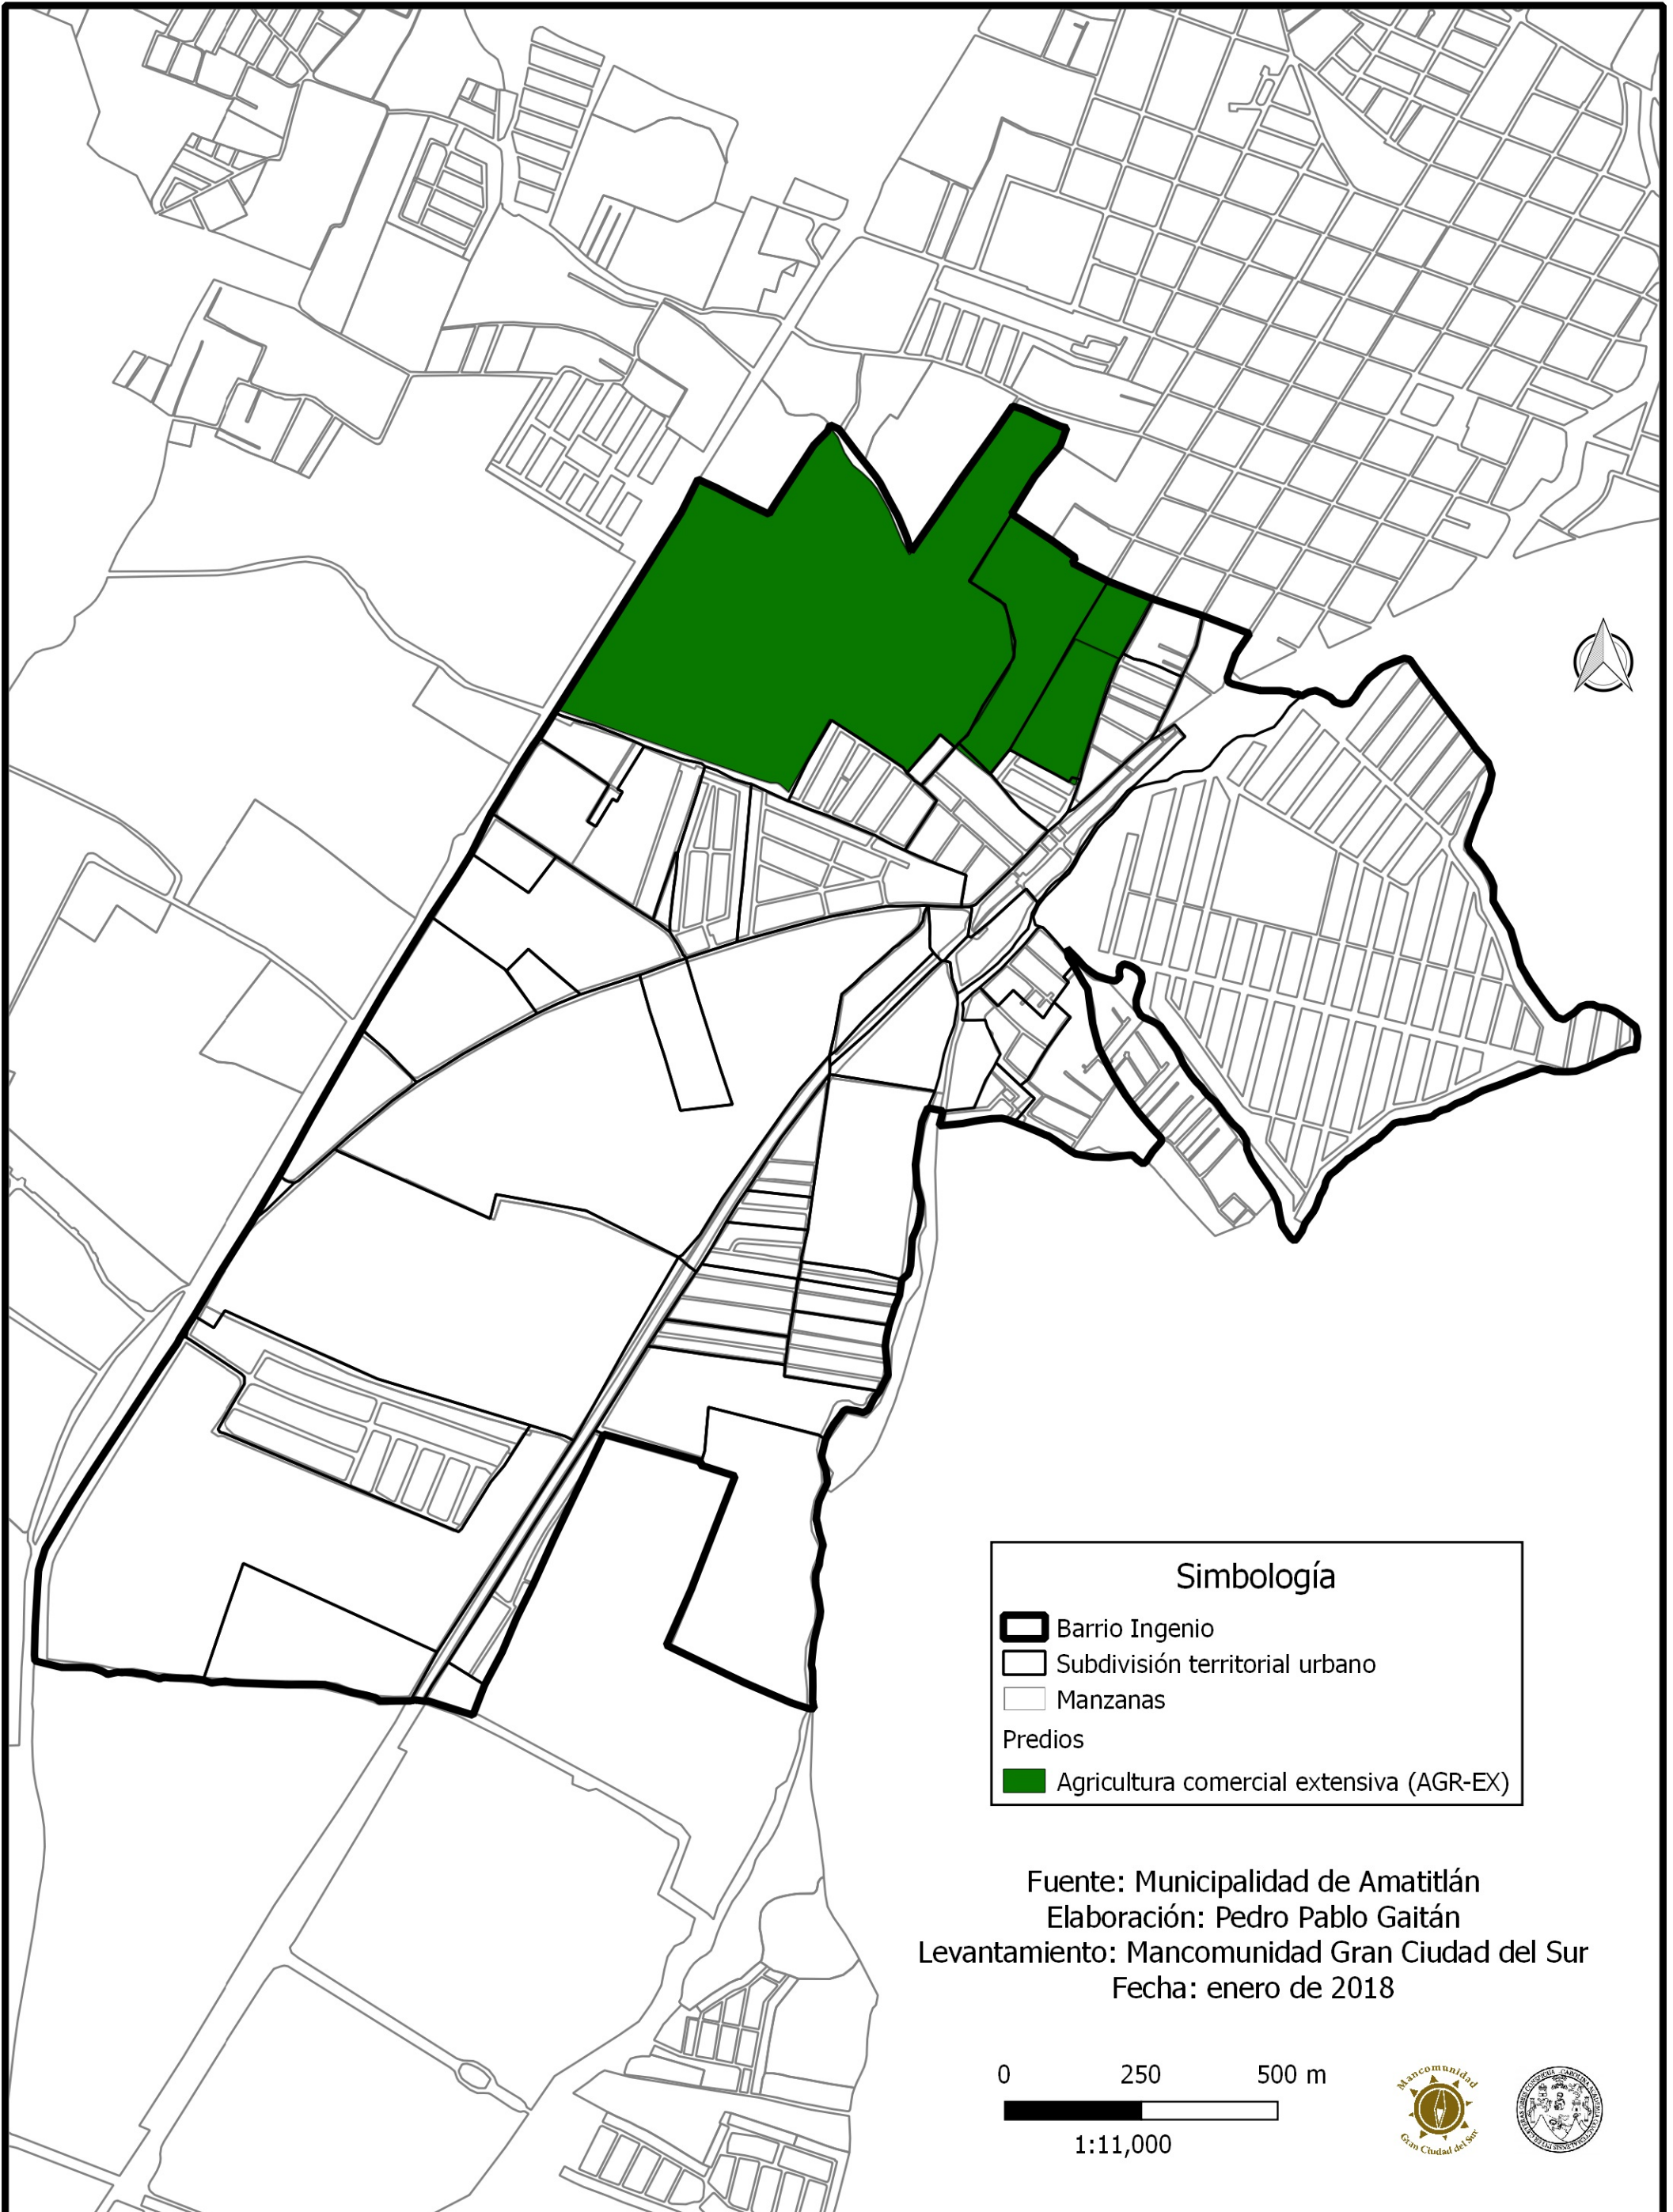 Simbología
Barrio Ingenio
Subdivisión territorial urbano
Manzanas
Predios
Agricultura comercial extensiva (AGR-EX)
Fuente: Municipalidad de Amatitlán
Elaboración: Pedro Pablo Gaitán
Levantamiento: Mancomunidad Gran Ciudad del Sur
Fecha: enero de 2018
0 250 500 m
1:11,000
Mancomunidad
Gran Ciudad del Sur